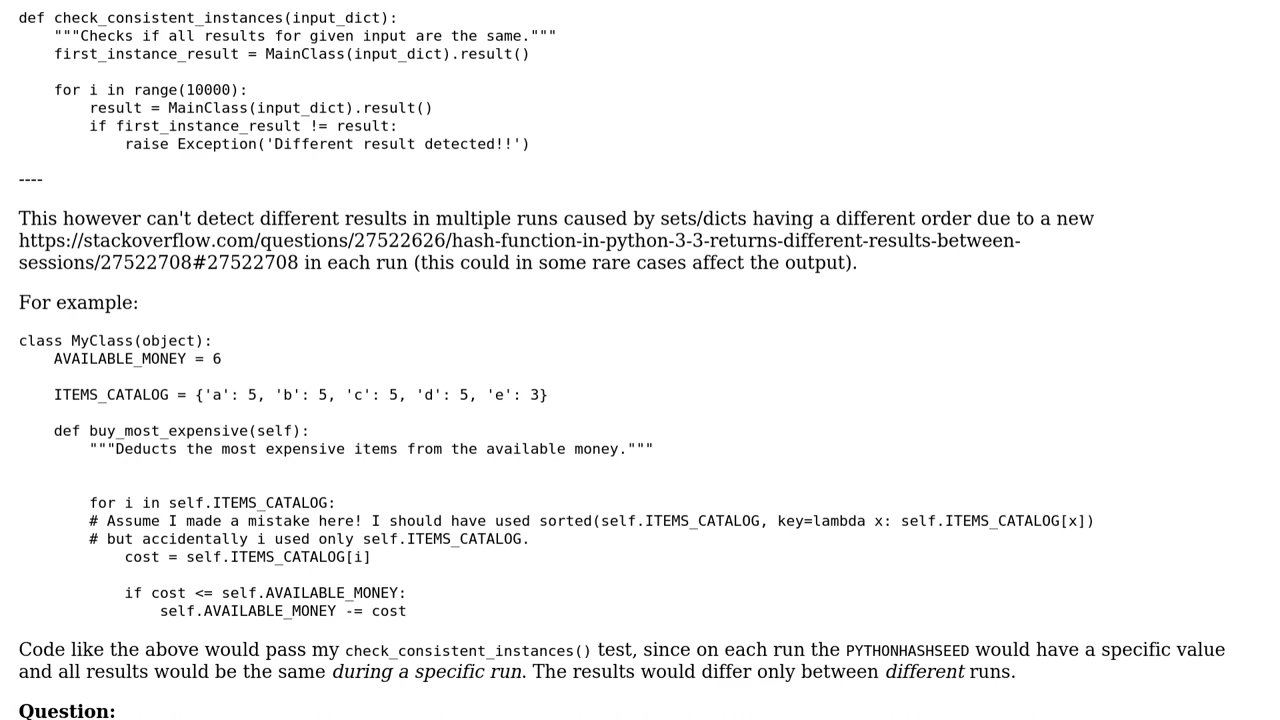 def check_consistent_instances(input_dict):
    """Checks if all results for given input are the same."""
    first_instance_result = MainClass(input_dict).result()
    for i in range(10000):
        result = MainClass(input_dict).result()
        if first_instance_result != result:
            raise Exception('Different result detected!!')
----
This however can't detect different results in multiple runs caused by sets/dicts having a different order due to a new
https://stackoverflow.com/questions/27522626/hash-function-in-python-3-3-returns-different-results-between-
sessions/27522708#27522708 in each run (this could in some rare cases affect the output).
For example:
class MyClass(object):
    AVAILABLE_MONEY = 6
    ITEMS_CATALOG = {'a': 5, 'b': 5, 'c': 5, 'd': 5, 'e': 3}
    def buy_most_expensive(self):
        """Deducts the most expensive items from the available money."""
        for i in self.ITEMS_CATALOG:
        # Assume I made a mistake here! I should have used sorted(self.ITEMS_CATALOG, key=lambda x: self.ITEMS_CATALOG[x])
        # but accidentally i used only self.ITEMS_CATALOG.
            cost = self.ITEMS_CATALOG[i]
            if cost <= self.AVAILABLE_MONEY:
                self.AVAILABLE_MONEY -= cost
Code like the above would pass my check_consistent_instances() test, since on each run the PYTHONHASHSEED would have a specific value
and all results would be the same during a specific run. The results would differ only between different runs.
Question: